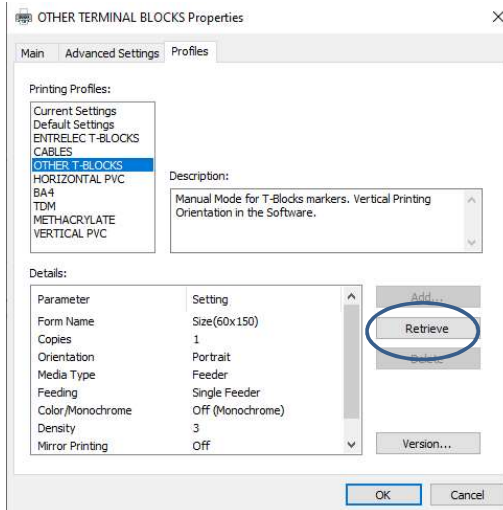 OTHER TERMINAL BLOCKS Properties
Main Advanced Settings Profiles
Printing Profiles:
Current Settings
Default Settings
ENTRELEC T-BLOCKS
CABLES
OTHER T-BLOCKS
HORIZONTAL PVC
BA4
TDM
METHACRYLATE
VERTICAL PVC
Description:
Manual Mode for T-Blocks markers. Vertical Printing
Orientation in the Software.
Details:
Parameter Setting
Form Name Size(60x150)
Copies 1
Orientation Portrait
Media Type Feeder
Feeding Single Feeder
Color/Monochrome Off (Monochrome)
Density 3
Mirror Printing Off
Add...
Retrieve
Delete
Version...
OK Cancel